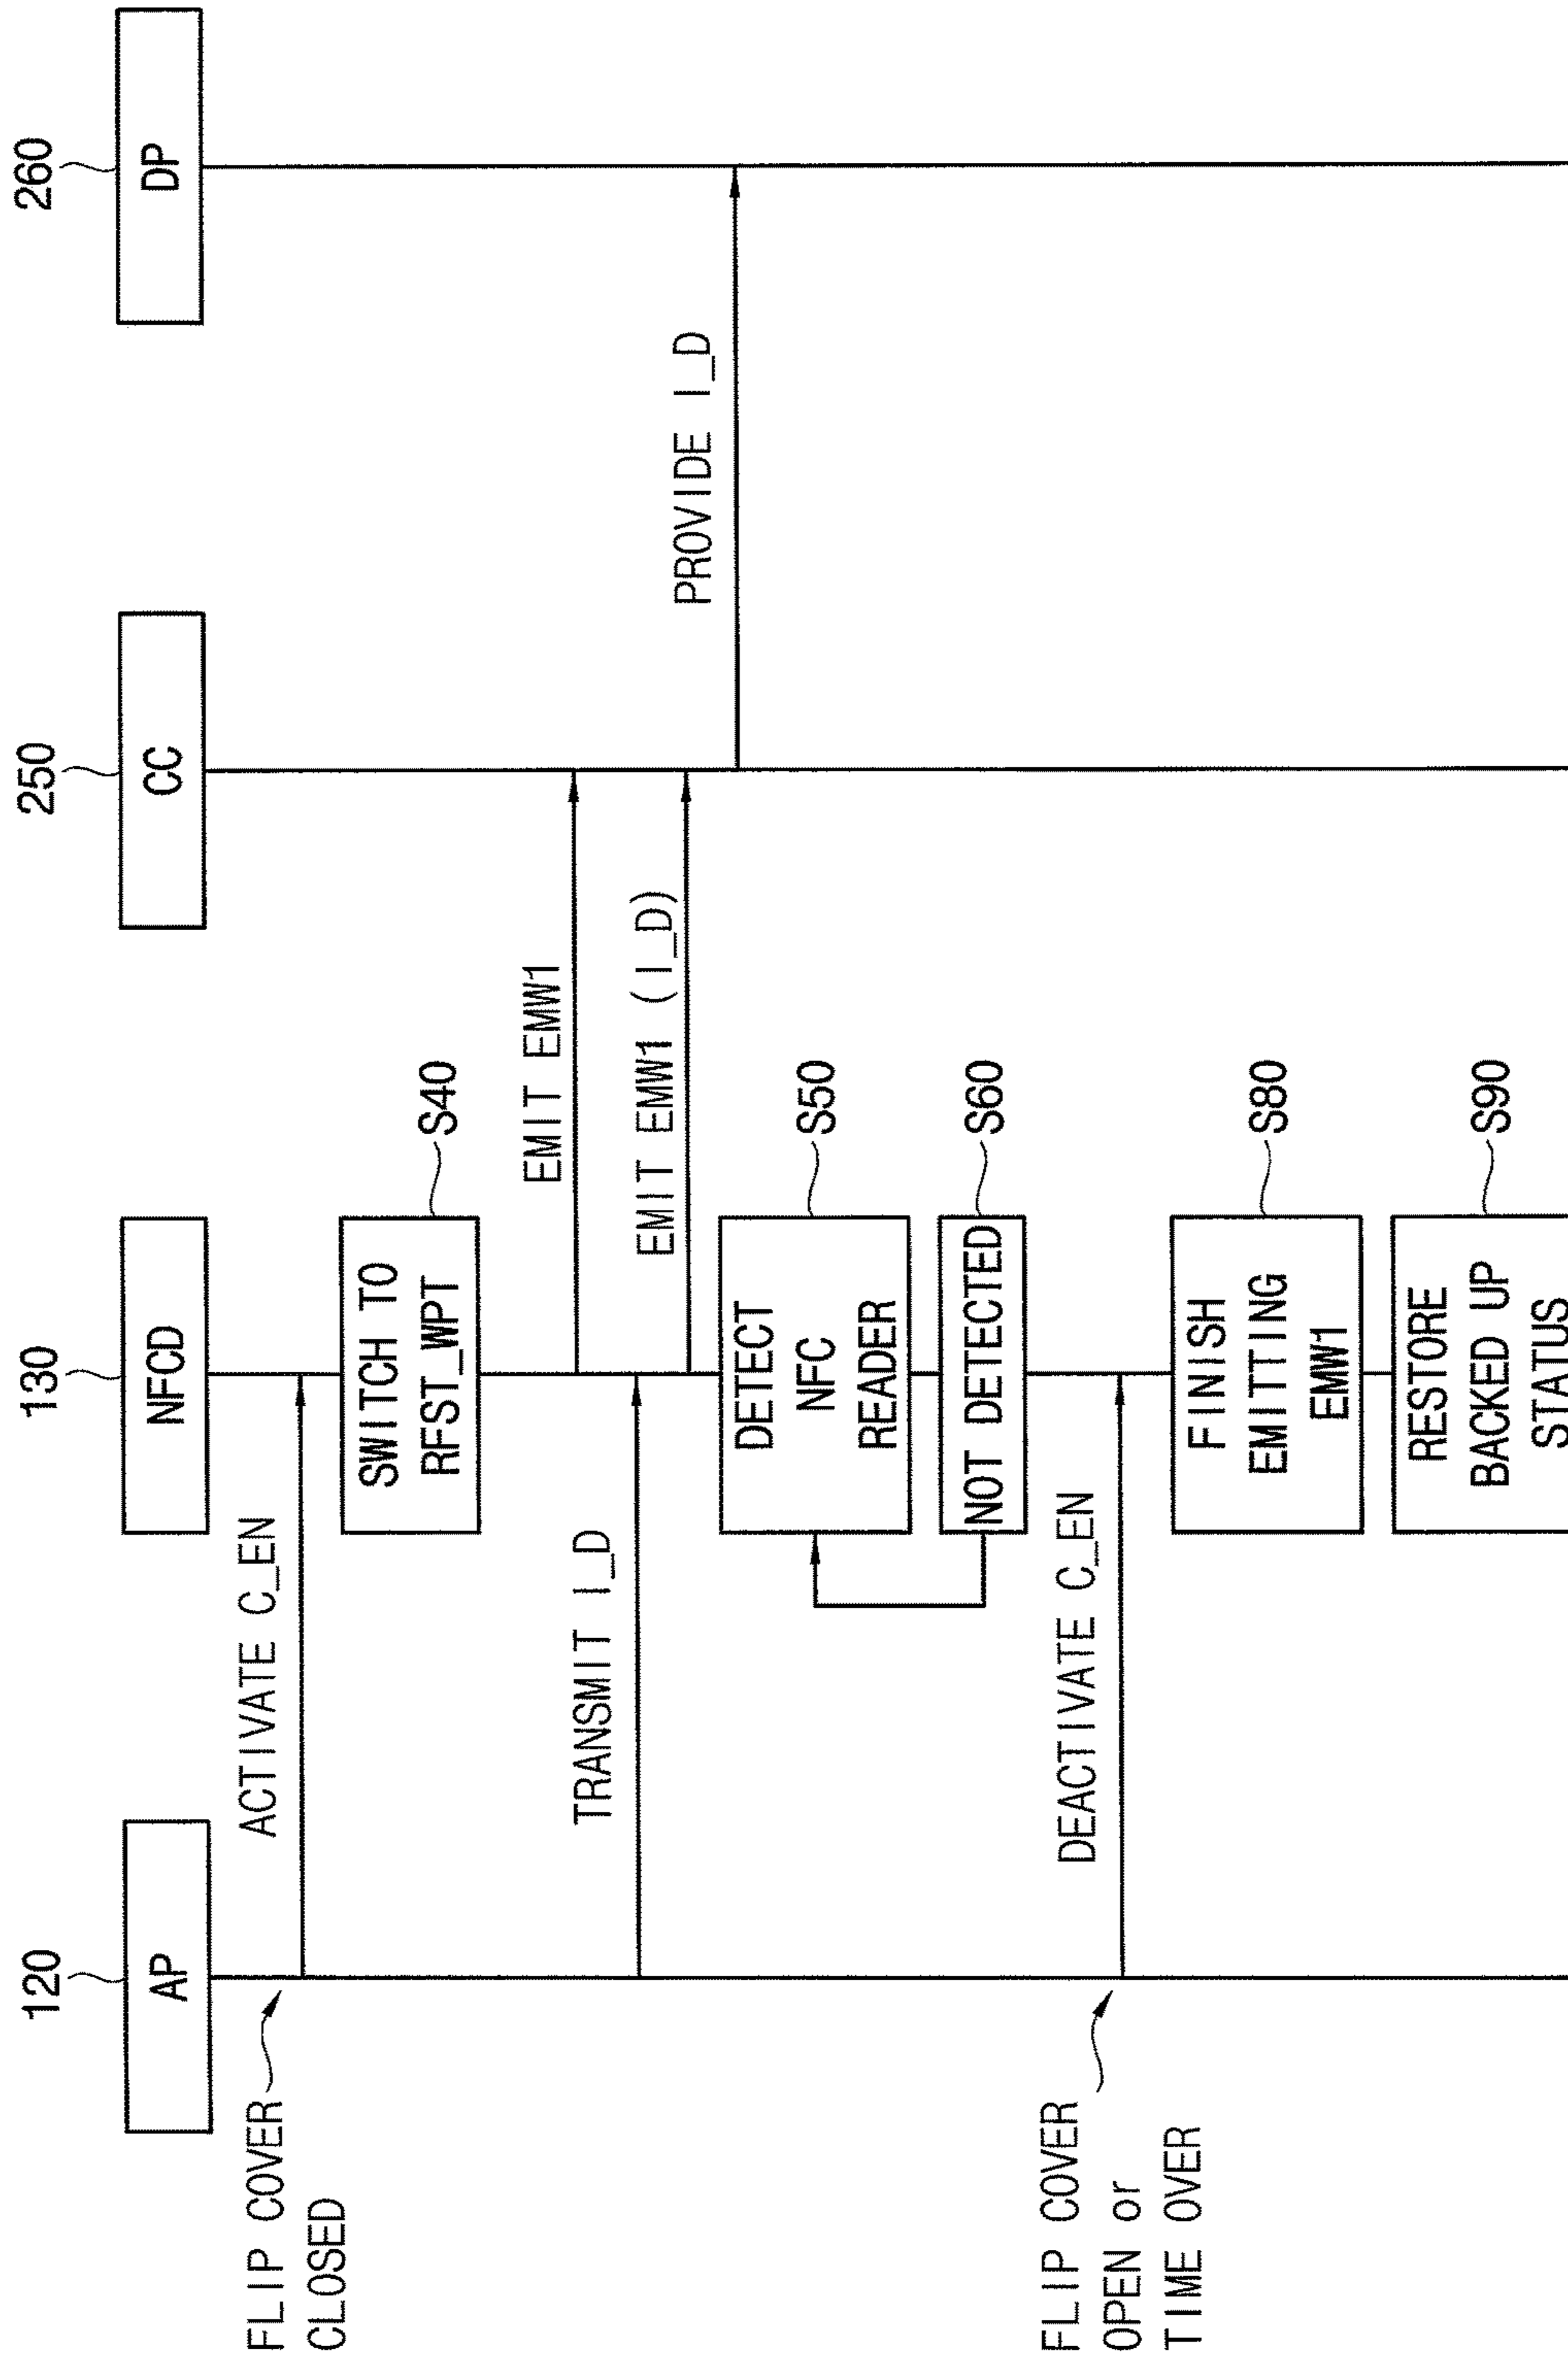 120
130
250
260
AP
NFCD
CC
DP
FLIP COVER
CLOSED
ACTIVATE C_EN
SWITCH TO
RFST_WPT
S40
EMIT EMW1
TRANSMIT I_D
EMIT EMW1 (I_D)
PROVIDE I_D
DETECT
NFC
READER
S50
NOT DETECTED
S60
FLIP COVER
OPEN or
TIME OVER
DEACTIVATE C_EN
FINISH
EMITTING
EMW1
S80
RESTORE
BACKED UP
STATUS
S90